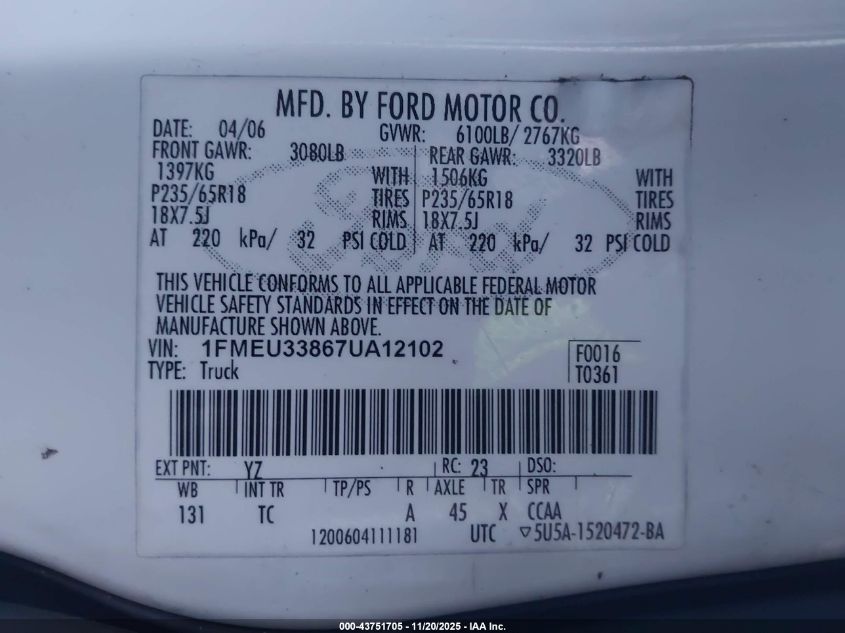 MFD. BY FORD MOTOR CO.
DATE: 04/06 GVWR: 6100LB/ 2767KG
FRONT GAWR: 3080LB REAR GAWR: 3320LB
1397KG WITH 1506KG WITH
P235/65R18 TIRES P235/65R18 TIRES
18X7.5J RIMS 18X7.5J RIMS
AT 220 kPa/ 32 PSI COLD AT 220 kPa/ 32 PSI COLD
Ford
THIS VEHICLE CONFORMS TO ALL APPLICABLE FEDERAL MOTOR
VEHICLE SAFETY STANDARDS IN EFFECT ON THE DATE OF
MANUFACTURE SHOWN ABOVE.
VIN: 1FMEU33867UA12102 F0016
TYPE: Truck T0361
EXT PNT: YZ RC: 23 DSO:
WB INT TR TP/PS R AXLE TR SPR
131 TC A 45 X CCAA
1200604111181 UTC ▽5U5A-1520472-BA
000-43751705 - 11/20/2025 - IAA Inc.